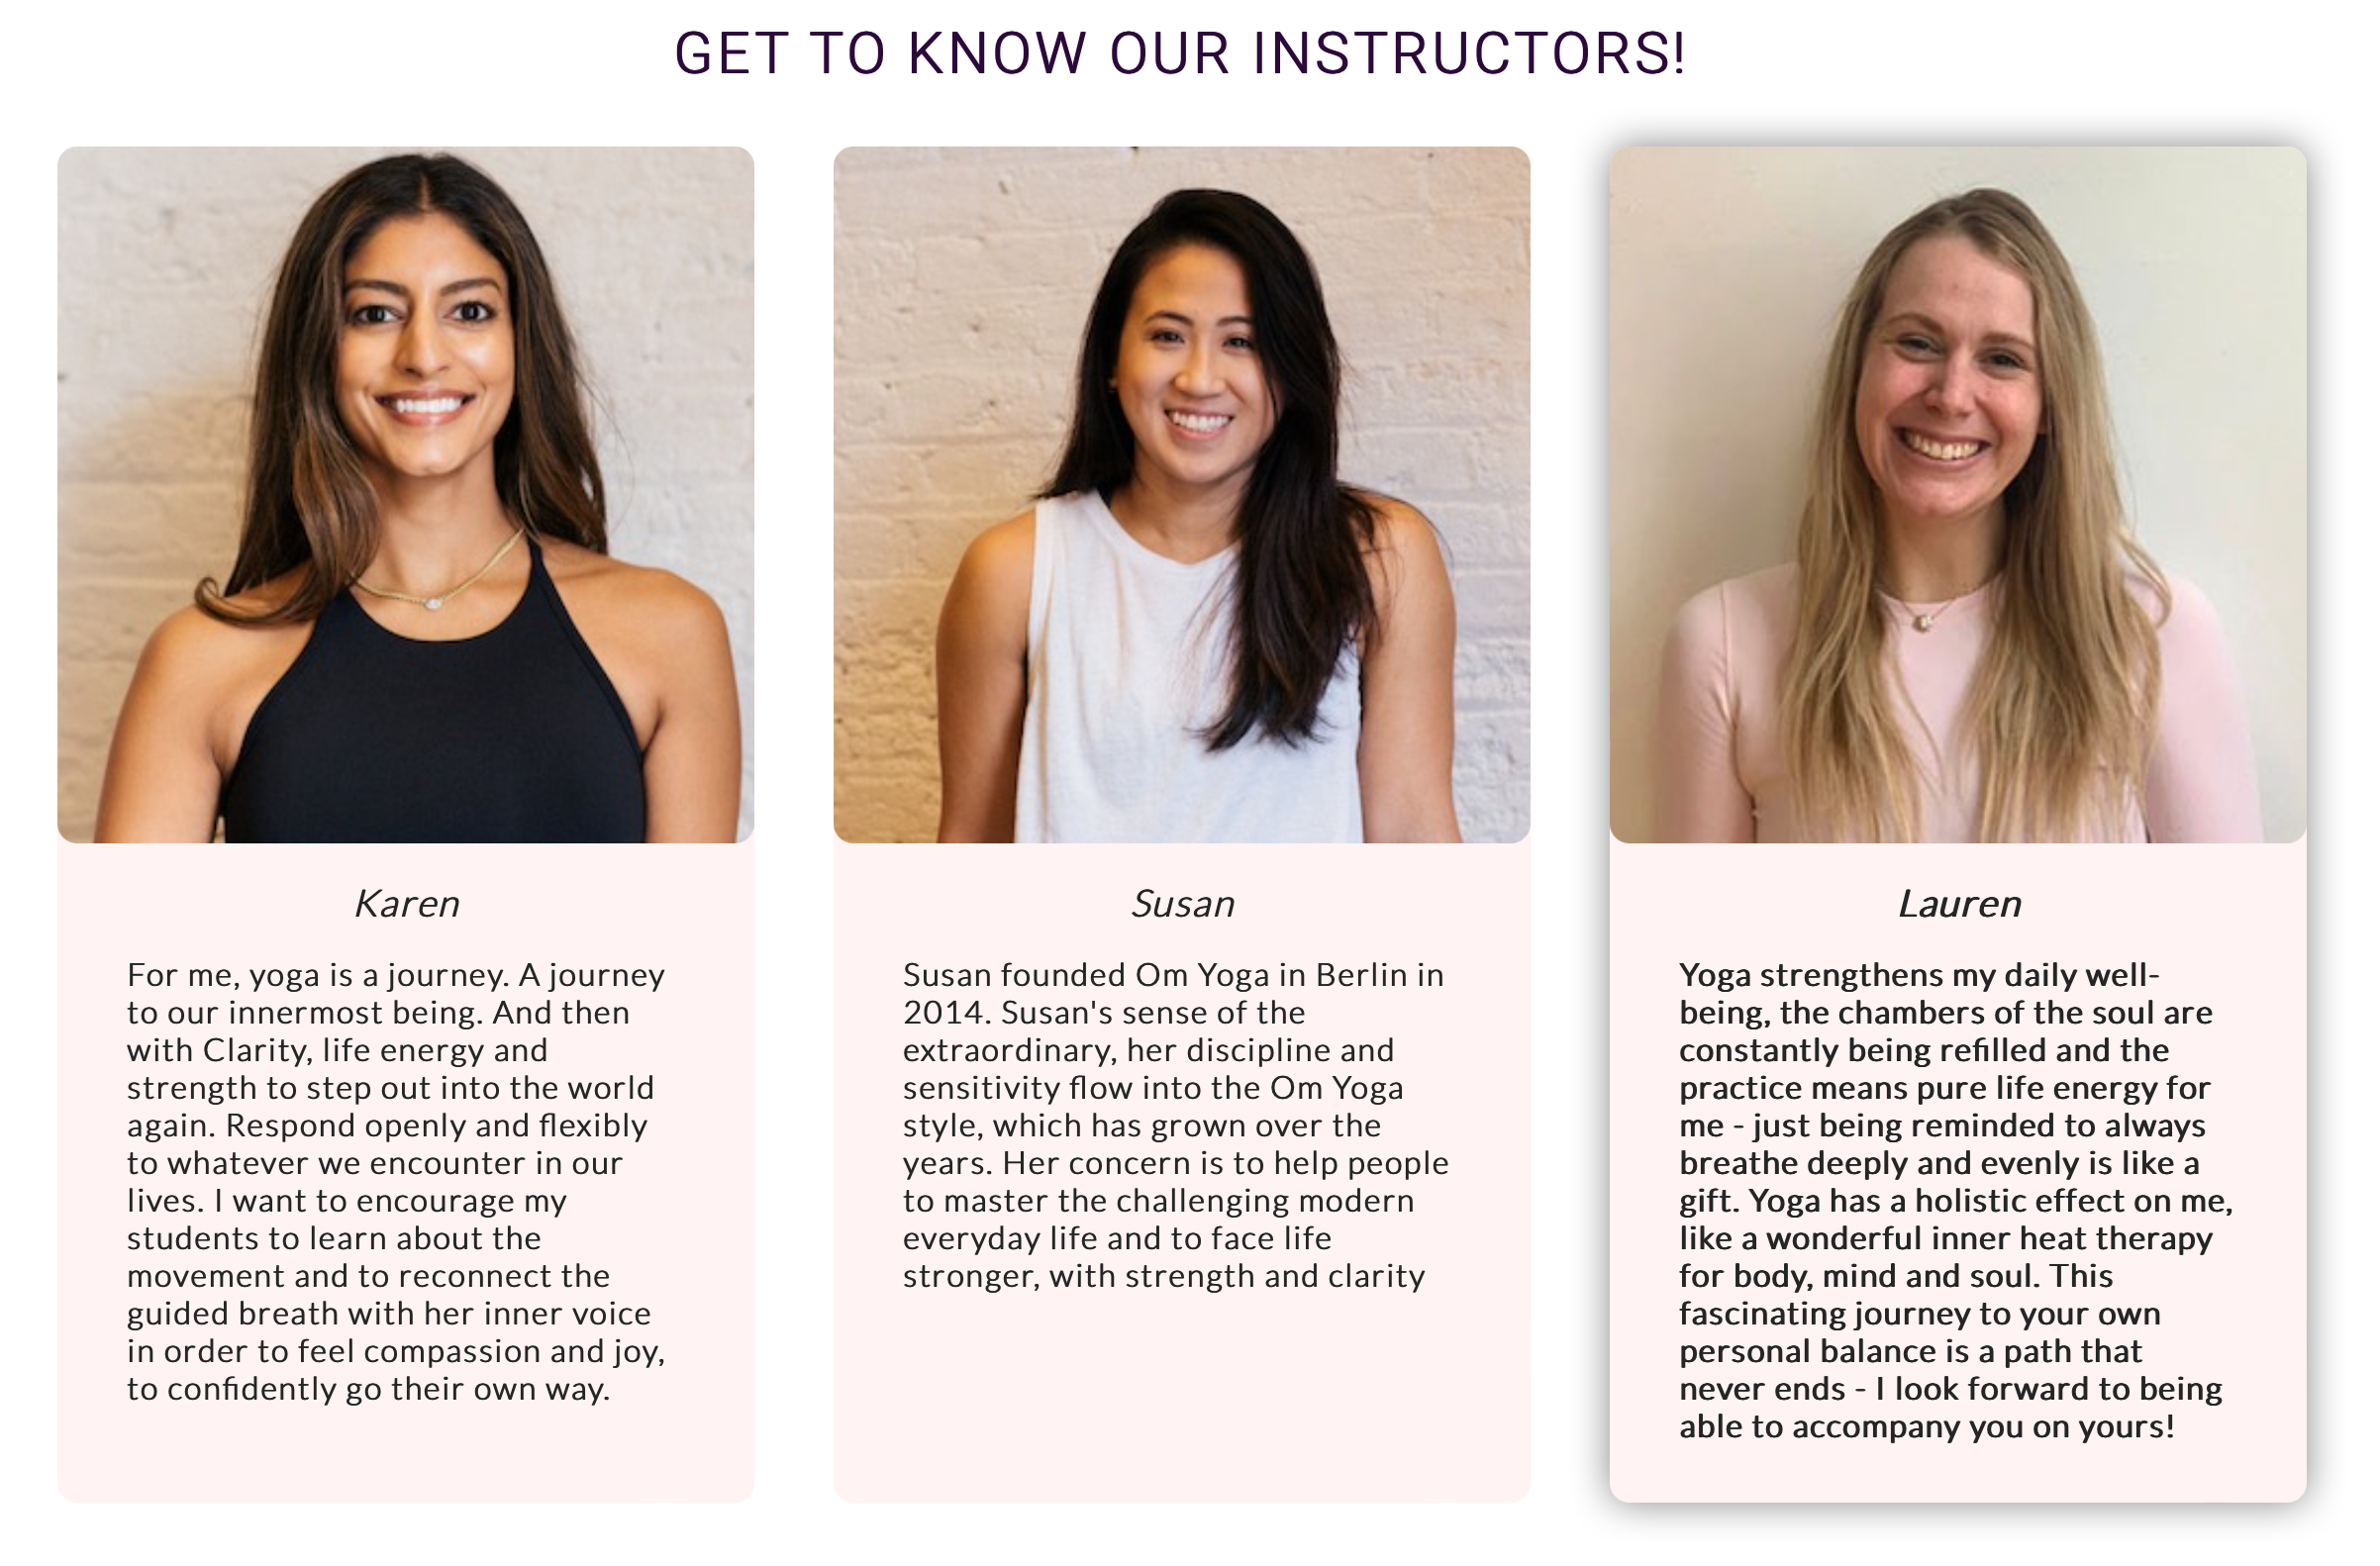 GET TO KNOW OUR INSTRUCTORS!
Karen
For me, yoga is a journey. A journey
to our innermost being. And then
with Clarity, life energy and
strength to step out into the world
again. Respond openly and flexibly
to whatever we encounter in our
lives. I want to encourage my
students to learn about the
movement and to reconnect the
guided breath with her inner voice
in order to feel compassion and joy,
to confidently go their own way.
Susan
Susan founded Om Yoga in Berlin in
2014. Susan's sense of the
extraordinary, her discipline and
sensitivity flow into the Om Yoga
style, which has grown over the
years. Her concern is to help people
to master the challenging modern
everyday life and to face life
stronger, with strength and clarity
Lauren
Yoga strengthens my daily well-
being, the chambers of the soul are
constantly being refilled and the
practice means pure life energy for
me - just being reminded to always
breathe deeply and evenly is like a
gift. Yoga has a holistic effect on me,
like a wonderful inner heat therapy
for body, mind and soul. This
fascinating journey to your own
personal balance is a path that
never ends - I look forward to being
able to accompany you on yours!